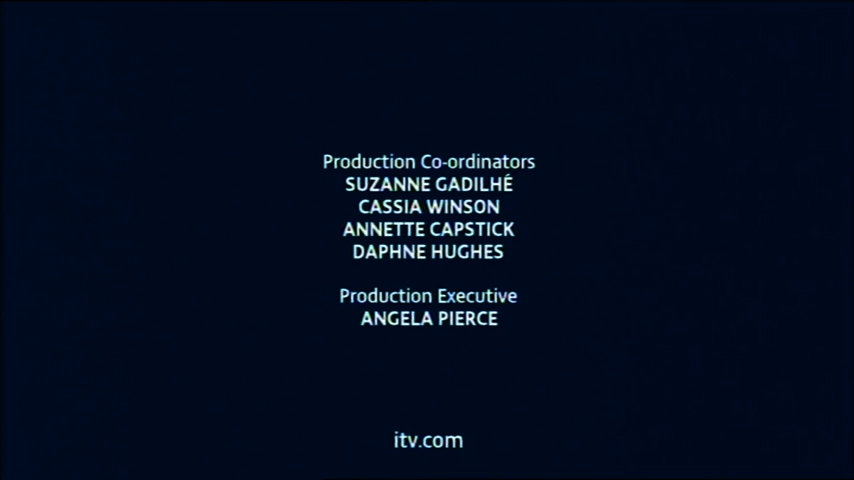 Production Co-ordinators
SUZANNE GADILHÉ
CASSIA WINSON
ANNETTE CAPSTICK
DAPHNE HUGHES
Production Executive
ANGELA PIERCE
itv.com